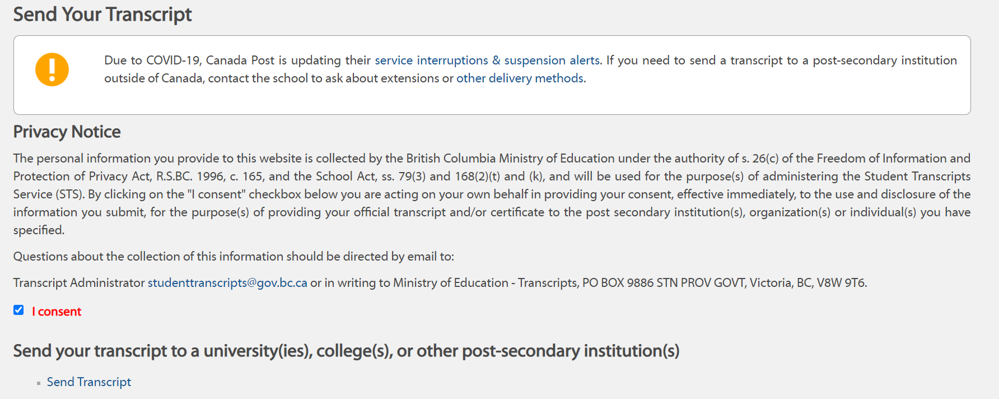 Send Your Transcript
Due to COVID-19, Canada Post is updating their service interruptions & suspension alerts. If you need to send a transcript to a post-secondary institution
outside of Canada, contact the school to ask about extensions or other delivery methods.
Privacy Notice
The personal information you provide to this website is collected by the British Columbia Ministry of Education under the authority of s. 26(c) of the Freedom of Information and
Protection of Privacy Act, R.S.BC. 1996, c. 165, and the School Act, ss. 79(3) and 168(2)(t) and (k), and will be used for the purpose(s) of administering the Student Transcripts
Service (STS). By clicking on the "I consent" checkbox below you are acting on your own behalf in providing your consent, effective immediately, to the use and disclosure of the
information you submit, for the purpose(s) of providing your official transcript and/or certificate to the post secondary institution(s), organization(s) or individual(s) you have
specified.
Questions about the collection of this information should be directed by email to:
Transcript Administrator studenttranscripts@gov.bc.ca or in writing to Ministry of Education - Transcripts, PO BOX 9886 STN PROV GOVT, Victoria, BC, V8W 9T6.
I consent
Send your transcript to a university(ies), college(s), or other post-secondary institution(s)
Send Transcript